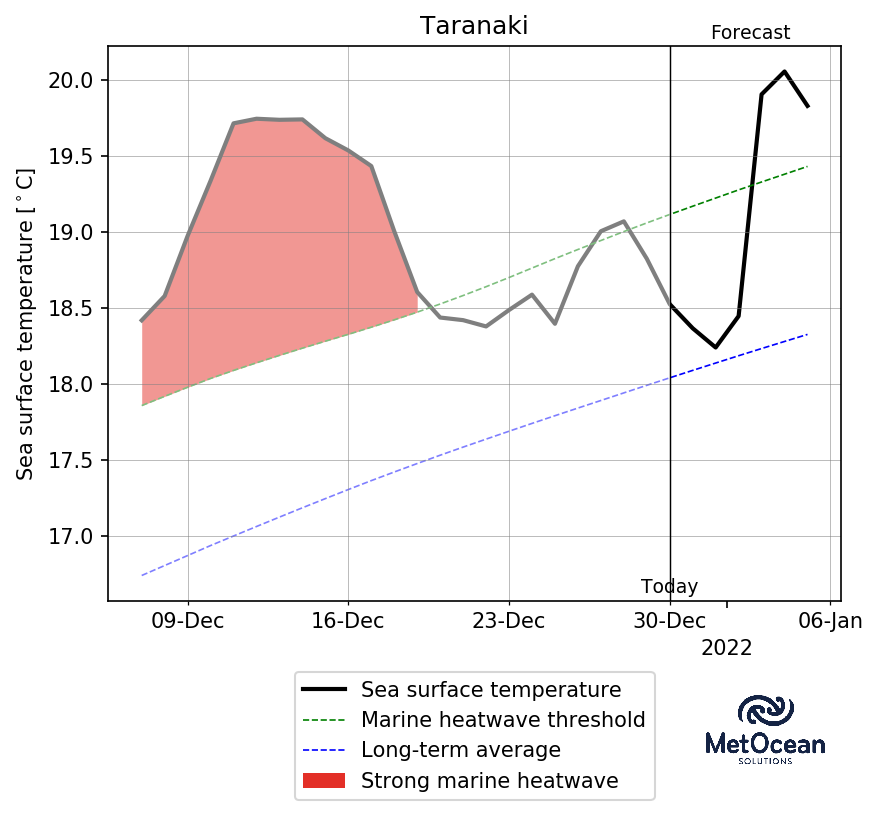 Taranaki
Forecast
Sea surface temperature [°C]
20.0
19.5
19.0
18.5
18.0
17.5
17.0
Today
09-Dec 16-Dec 23-Dec 30-Dec 06-Jan
2022
Sea surface temperature
Marine heatwave threshold
Long-term average
Strong marine heatwave
MetOcean
SOLUTIONS